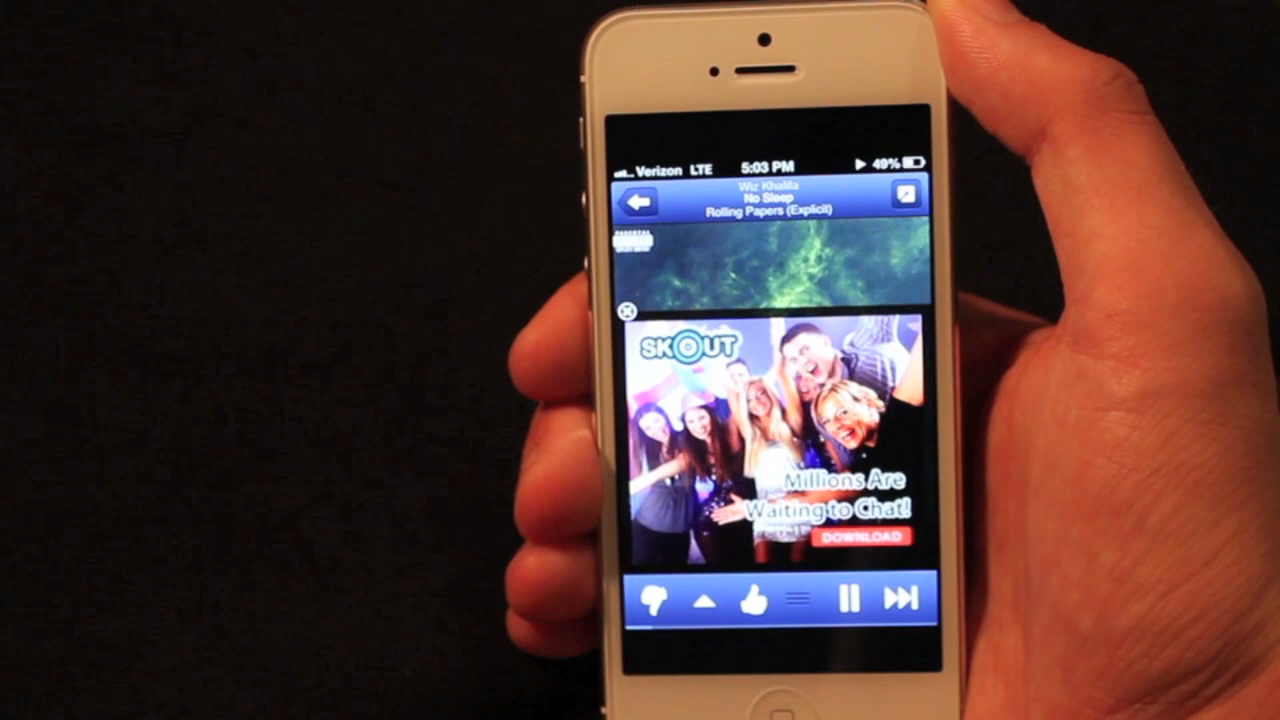 Verizon LTE 5:03 PM 49%
Wiz Khalifa
No Sleep
Rolling Papers (Explicit)
PARENTAL
SKOUT
Millions Are
Waiting to Chat!
DOWNLOAD